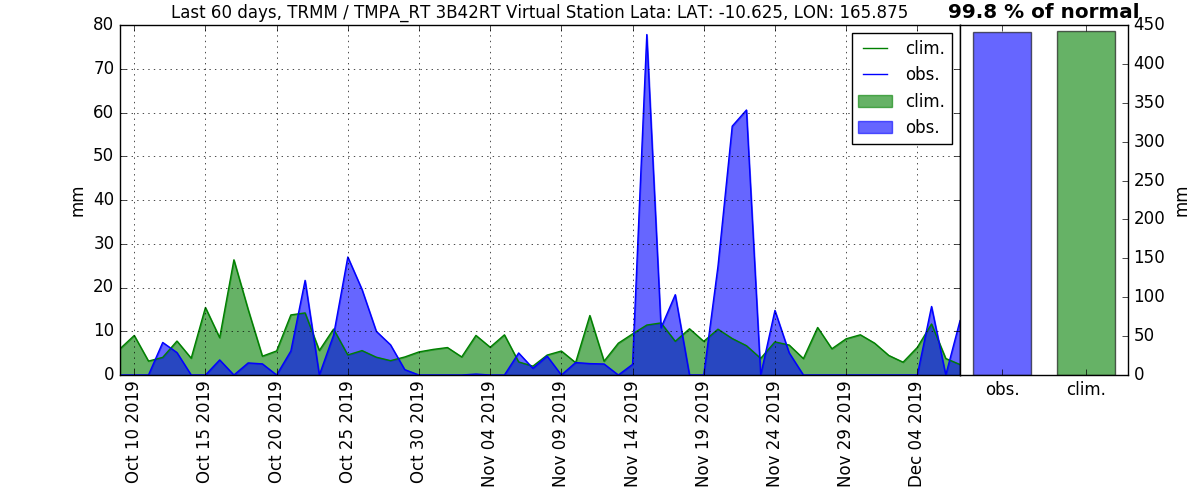 Last 60 days, TRMM / TMPA_RT 3B42RT Virtual Station Lata: LAT: -10.625, LON: 165.875
99.8 % of normal
80
70
60
50
40
30
20
10
0
mm
clim.
obs.
clim.
obs.
450
400
350
300
250
200
150
100
50
0
mm
Oct 10 2019
Oct 15 2019
Oct 20 2019
Oct 25 2019
Oct 30 2019
Nov 04 2019
Nov 09 2019
Nov 14 2019
Nov 19 2019
Nov 24 2019
Nov 29 2019
Dec 04 2019
obs.
clim.